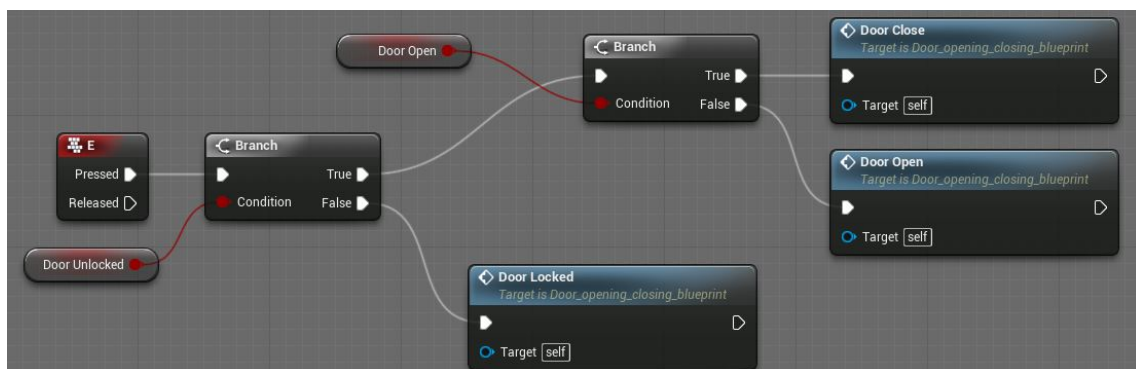 Door Open
Branch
True
Condition False
Door Close
Target is Door_opening_closing_blueprint
Target self
E
Pressed
Released
Branch
True
Condition False
Door Unlocked
Door Open
Target is Door_opening_closing_blueprint
Target self
Door Locked
Target is Door_opening_closing_blueprint
Target self